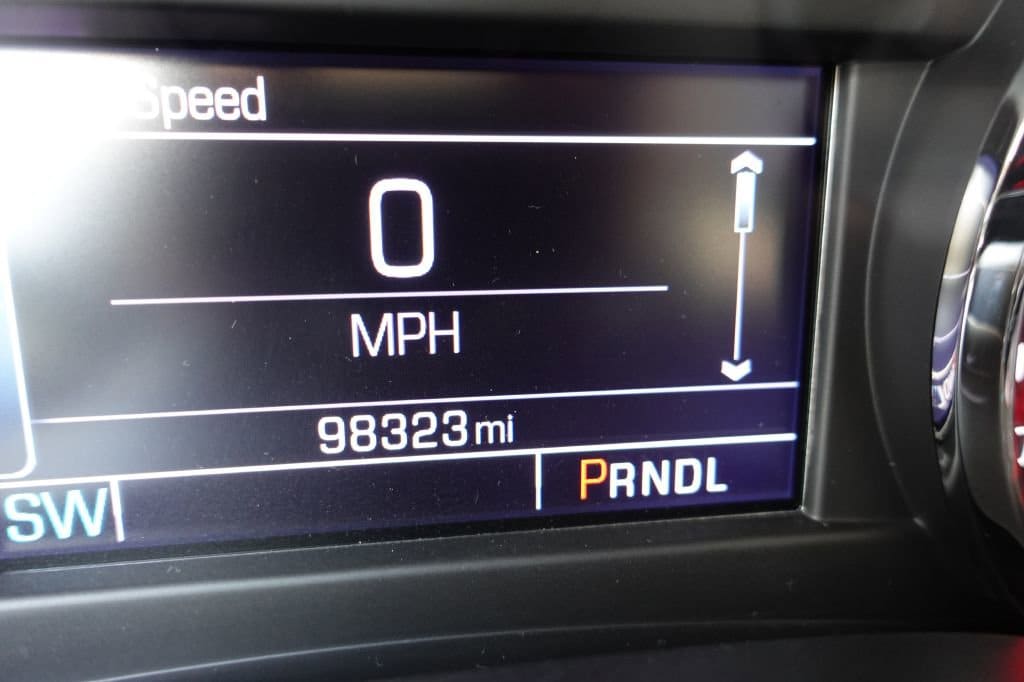 Speed
0
MPH
98323 mi
SW
PRNDL